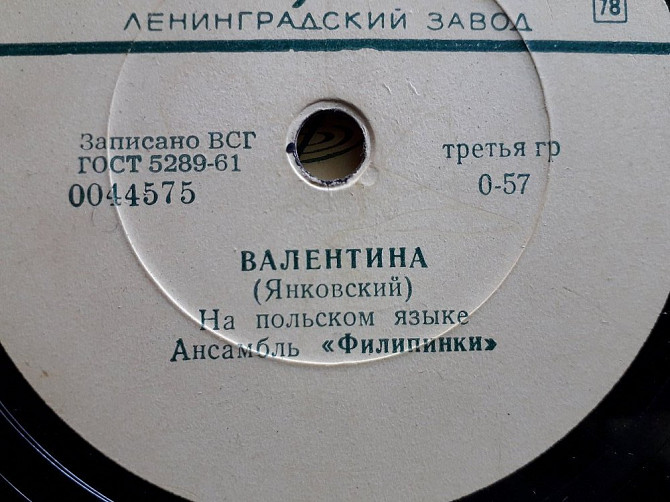 ЛЕНИНГРАДСКИЙ ЗАВОД
78
Записано ВСГ
ГОСТ 5289-61
0044575
третья гр
0-57
ВАЛЕНТИНА
(Янковский)
На польском языке
Ансамбль «Филипинки»